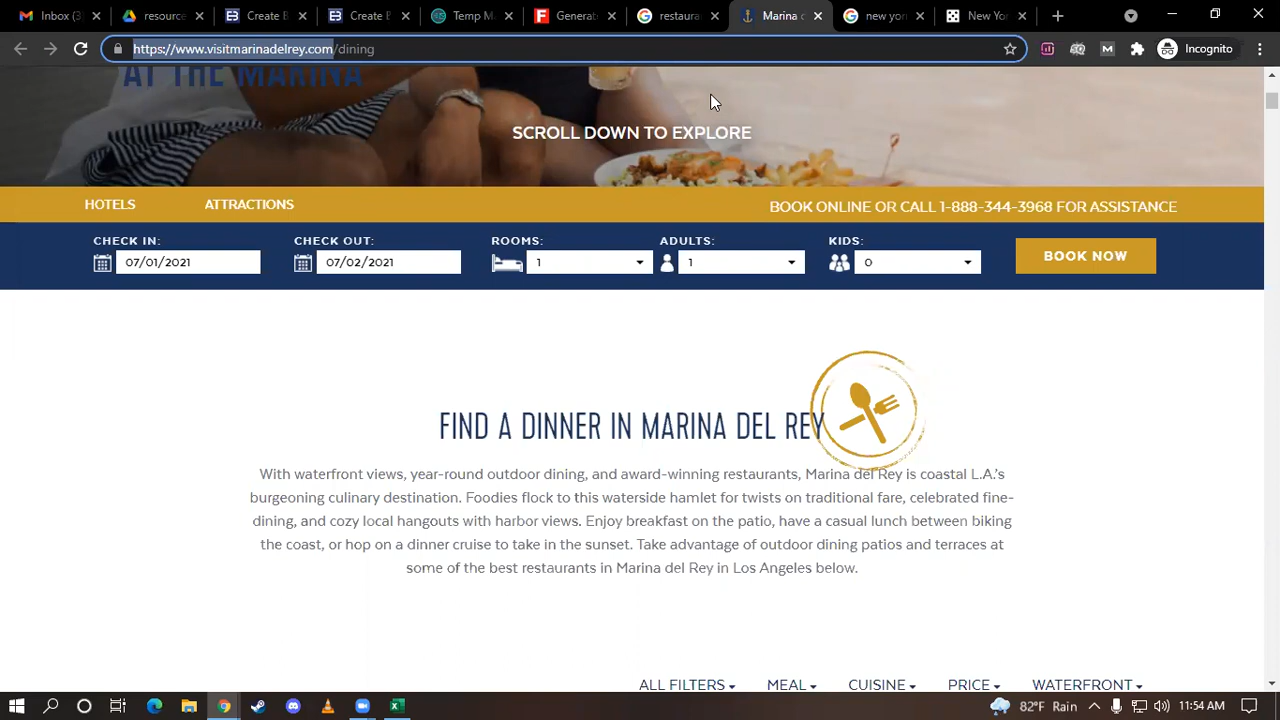 Inbox (3)
resource
Create B
Create B
Temp M
Generate
restaura
Marina d
new yor
New Yor
https://www.visitmarinadelrey.com/dining
Incognito
AT THE MARINA
SCROLL DOWN TO EXPLORE
HOTELS
ATTRACTIONS
BOOK ONLINE OR CALL 1-888-344-3968 FOR ASSISTANCE
CHECK IN:
CHECK OUT:
ROOMS:
ADULTS:
KIDS:
07/01/2021
07/02/2021
1
1
0
BOOK NOW
FIND A DINNER IN MARINA DEL REY
With waterfront views, year-round outdoor dining, and award-winning restaurants, Marina del Rey is coastal L.A.'s
burgeoning culinary destination. Foodies flock to this waterside hamlet for twists on traditional fare, celebrated fine-
dining, and cozy local hangouts with harbor views. Enjoy breakfast on the patio, have a casual lunch between biking
the coast, or hop on a dinner cruise to take in the sunset. Take advantage of outdoor dining patios and terraces at
some of the best restaurants in Marina del Rey in Los Angeles below.
ALL FILTERS
MEAL
CUISINE
PRICE
WATERFRONT
82°F Rain
11:54 AM